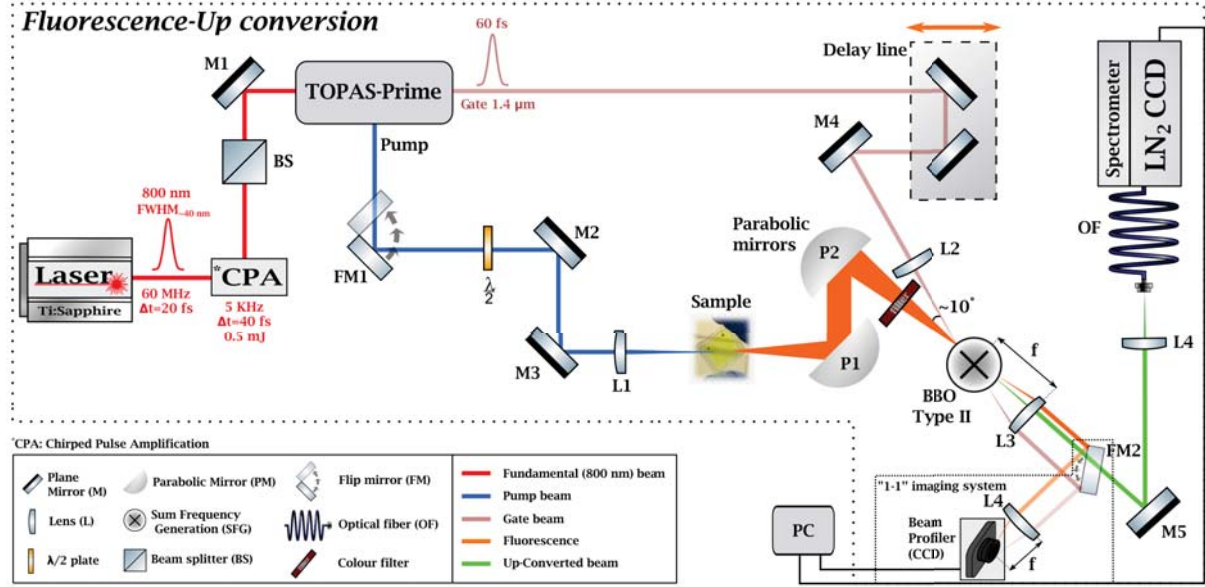 Fluorescence-Up conversion
60 fs
M1
TOPAS-Prime
Gate 1.4 µm
Delay line
Spectrometer
LN2 CCD
BS
Pump
M4
800 nm
FWHM~40 nm
Laser
Ti:Sapphire
*CPA
60 MHz
Δt=20 fs
5 KHz
Δt=40 fs
0.5 mJ
FM1
λ
2
M2
M3
L1
Sample
Parabolic
mirrors
P2
P1
L2
filter
~10°
OF
L4
f
BBO
Type II
L3
FM2
"1-1" imaging system
L4
M5
PC
Beam
Profiler
(CCD)
f
*CPA: Chirped Pulse Amplification
Plane
Mirror (M)
Parabolic Mirror (PM)
Flip mirror (FM)
Lens (L)
Sum Frequency
Generation (SFG)
Optical fiber (OF)
λ/2 plate
Beam splitter (BS)
Colour filter
Fundamental (800 nm) beam
Pump beam
Gate beam
Fluorescence
Up-Converted beam